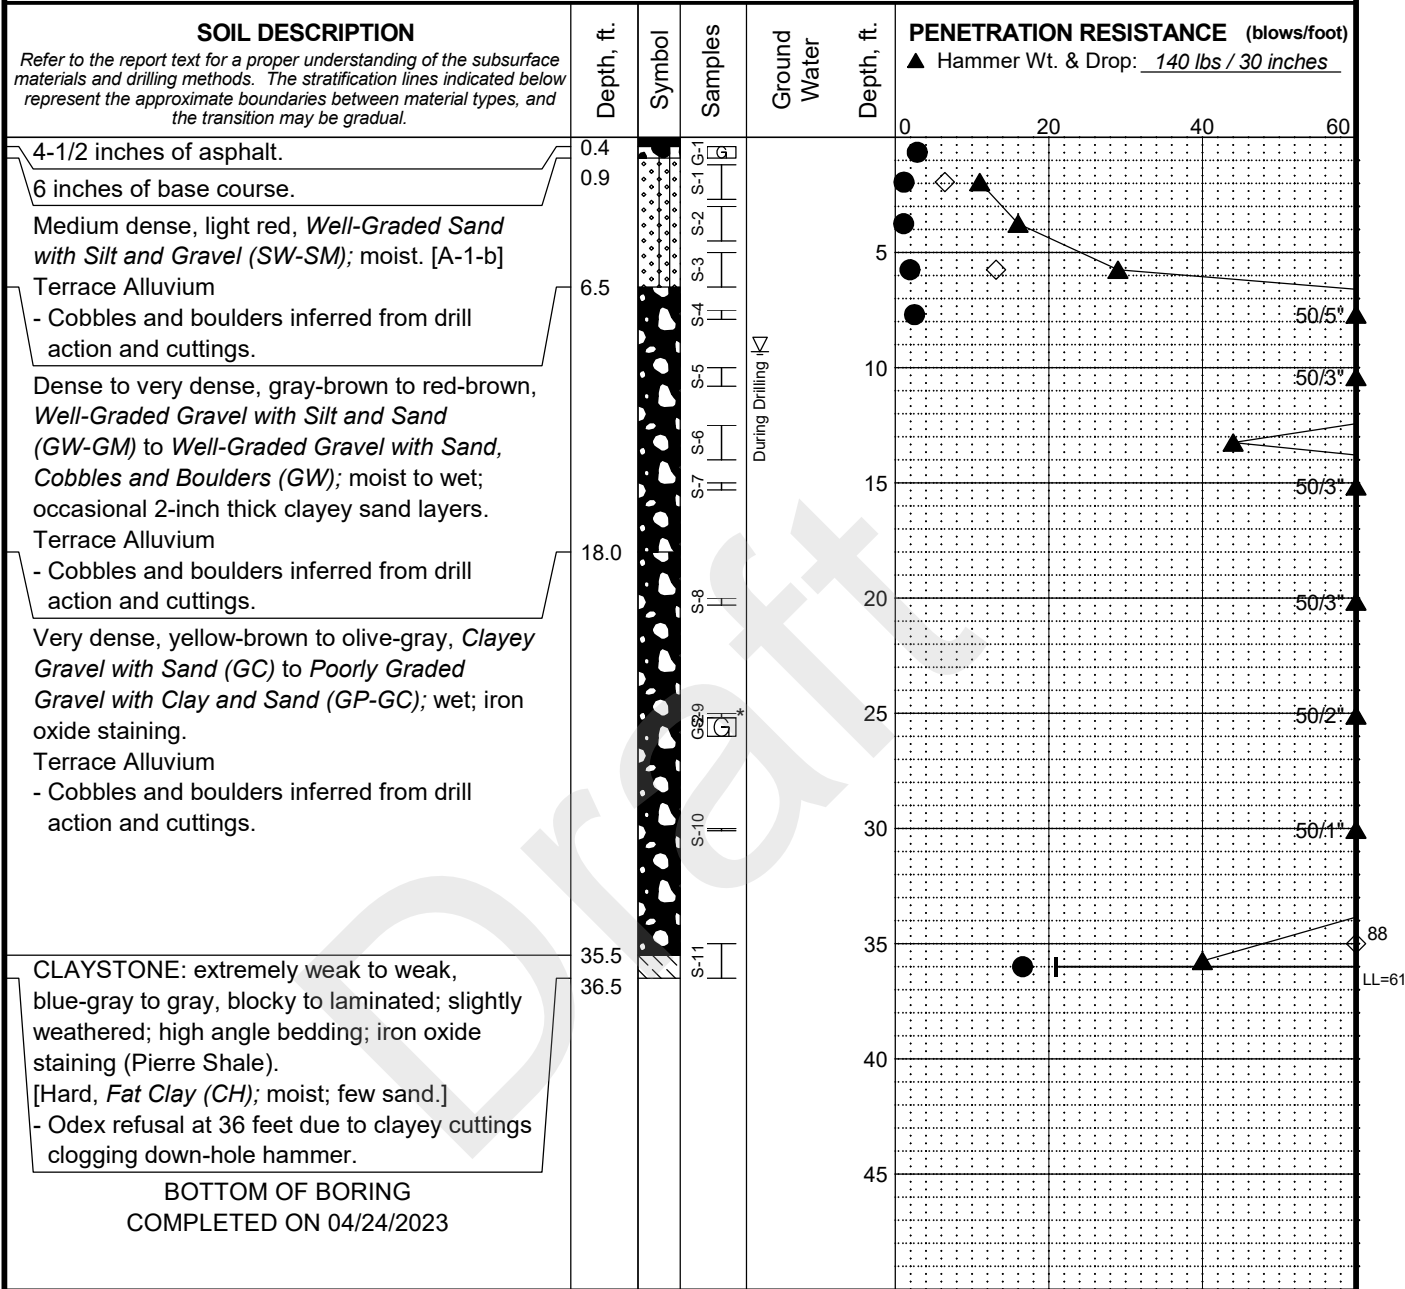 SOIL DESCRIPTION
Refer to the report text for a proper understanding of the subsurface
materials and drilling methods. The stratification lines indicated below
represent the approximate boundaries between material types, and
the transition may be gradual.
Depth, ft.
Symbol
Samples
Ground
Water
Depth, ft.
PENETRATION RESISTANCE (blows/foot)
▲ Hammer Wt. & Drop: 140 lbs / 30 inches
0 20 40 60
4-1/2 inches of asphalt.
0.4
6 inches of base course.
0.9
Medium dense, light red, Well-Graded Sand
with Silt and Gravel (SW-SM); moist. [A-1-b]
Terrace Alluvium
6.5
- Cobbles and boulders inferred from drill
action and cuttings.
Dense to very dense, gray-brown to red-brown,
Well-Graded Gravel with Silt and Sand
(GW-GM) to Well-Graded Gravel with Sand,
Cobbles and Boulders (GW); moist to wet;
occasional 2-inch thick clayey sand layers.
Terrace Alluvium
18.0
- Cobbles and boulders inferred from drill
action and cuttings.
Very dense, yellow-brown to olive-gray, Clayey
Gravel with Sand (GC) to Poorly Graded
Gravel with Clay and Sand (GP-GC); wet; iron
oxide staining.
Terrace Alluvium
- Cobbles and boulders inferred from drill
action and cuttings.
35.5
CLAYSTONE: extremely weak to weak,
36.5
blue-gray to gray, blocky to laminated; slightly
weathered; high angle bedding; iron oxide
staining (Pierre Shale).
[Hard, Fat Clay (CH); moist; few sand.]
- Odex refusal at 36 feet due to clayey cuttings
clogging down-hole hammer.
BOTTOM OF BORING
COMPLETED ON 04/24/2023
G-1
G
S-1
S-2
S-3
S-4
S-5
S-6
S-7
S-8
S-9
*
G
S-10
S-11
During Drilling
5
10
15
20
25
30
35
40
45
50/5"
50/3"
50/3"
50/3"
50/2"
50/1"
88
LL=61
Draft